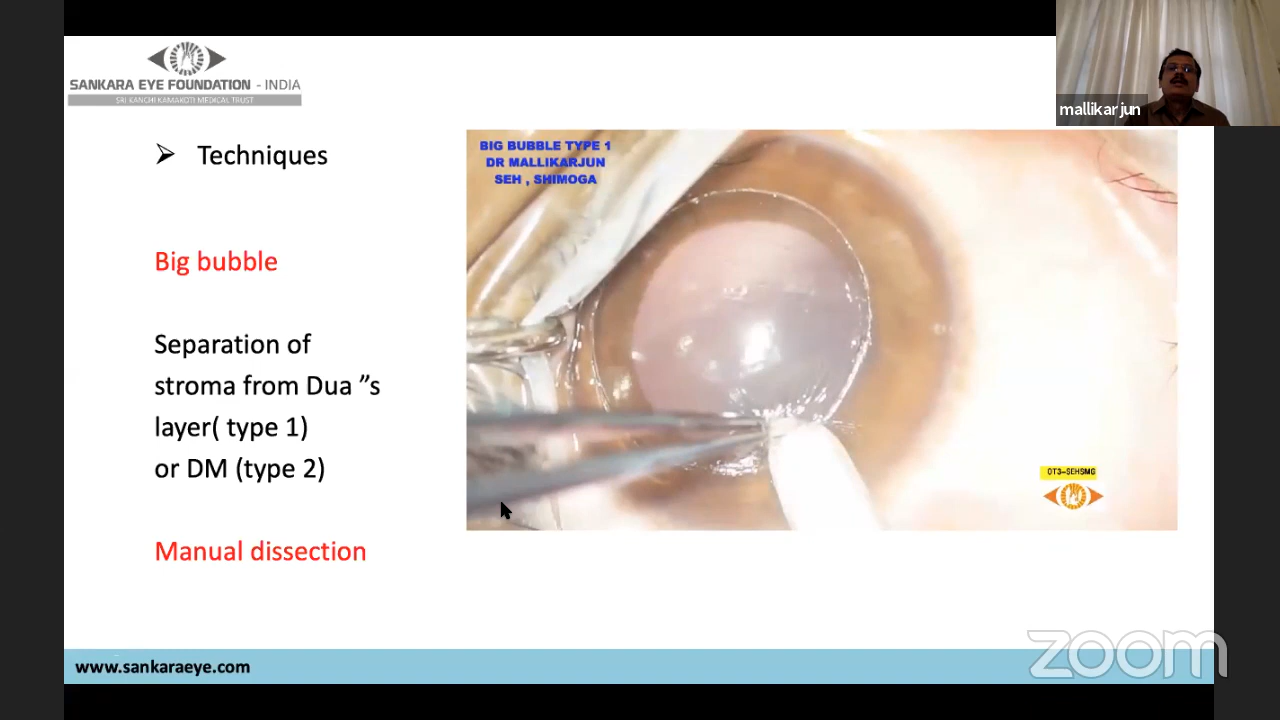 SANKARA EYE FOUNDATION - INDIA
SRI KANCHI KAMAKOTI MEDICAL TRUST
mallikarjun
Techniques
BIG BUBBLE TYPE 1
DR MALLIKARJUN
SEH , SHIMOGA
Big bubble
Separation of
stroma from Dua ”s
layer( type 1)
or DM (type 2)
OT3-SEHSMG
Manual dissection
zoom
www.sankaraeye.com